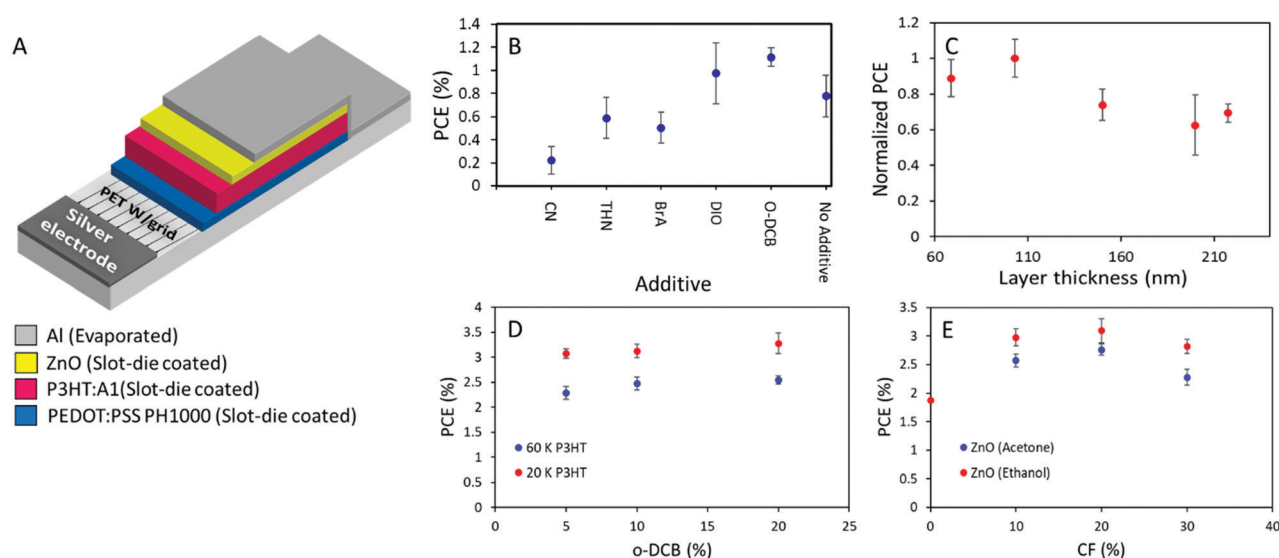 A
Silver
electrode
PET W/grid
Al (Evaporated)
ZnO (Slot-die coated)
P3HT:A1(Slot-die coated)
PEDOT:PSS PH1000 (Slot-die coated)
B
PCE (%)
1.4
1.2
1
0.8
0.6
0.4
0.2
0
CN
THN
BrA
DIO
O-DCB
No Additive
Additive
C
Normalized PCE
1.2
1
0.8
0.6
0.4
0.2
0
60
110
160
210
Layer thickness (nm)
D
PCE (%)
4
3.5
3
2.5
2
1.5
1
0.5
0
60 K P3HT
20 K P3HT
0
5
10
15
20
25
o-DCB (%)
E
PCE (%)
3.5
3
2.5
2
1.5
1
0.5
0
ZnO (Acetone)
ZnO (Ethanol)
0
10
20
30
40
CF (%)